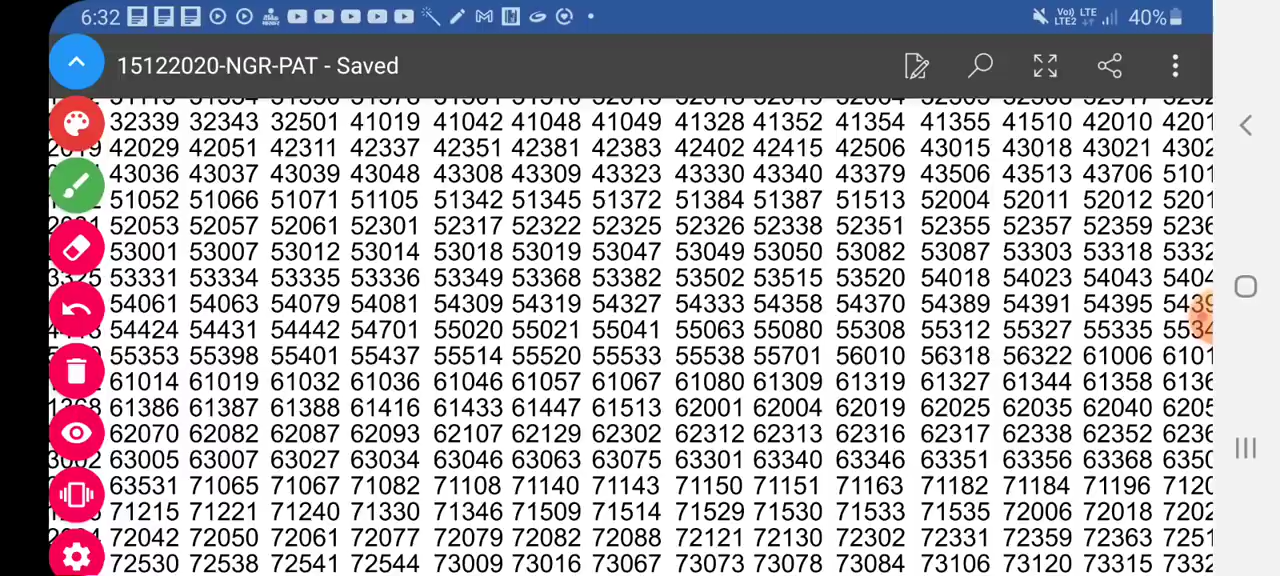 6:32 Vo) LTE LTE2 40%
15122020-NGR-PAT - Saved
32339 32343 32501 41019 41042 41048 41049 41328 41352 41354 41355 41510 42010
42029 42051 42311 42337 42351 42381 42383 42402 42415 42506 43015 43018 43021
43036 43037 43039 43048 43308 43309 43323 43330 43340 43379 43506 43513 43706
51052 51066 51071 51105 51342 51345 51372 51384 51387 51513 52004 52011 52012
52053 52057 52061 52301 52317 52322 52325 52326 52338 52351 52355 52357 52359
53001 53007 53012 53014 53018 53019 53047 53049 53050 53082 53087 53303 53318
53331 53334 53335 53336 53349 53368 53382 53502 53515 53520 54018 54023 54043
54061 54063 54079 54081 54309 54319 54327 54333 54358 54370 54389 54391 54395
54424 54431 54442 54701 55020 55021 55041 55063 55080 55308 55312 55327 55335
55353 55398 55401 55437 55514 55520 55533 55538 55701 56010 56318 56322 61006
61014 61019 61032 61036 61046 61057 61067 61080 61309 61319 61327 61344 61358
61386 61387 61388 61416 61433 61447 61513 62001 62004 62019 62025 62035 62040
62070 62082 62087 62093 62107 62129 62302 62312 62313 62316 62317 62338 62352
63005 63007 63027 63034 63046 63063 63075 63301 63340 63346 63351 63356 63368
63531 71065 71067 71082 71108 71140 71143 71150 71151 71163 71182 71184 71196
71215 71221 71240 71330 71346 71509 71514 71529 71530 71533 71535 72006 72018
72042 72050 72061 72077 72079 72082 72088 72121 72130 72302 72331 72359 72363
72530 72538 72541 72544 73009 73016 73067 73073 73078 73084 73106 73120 73315